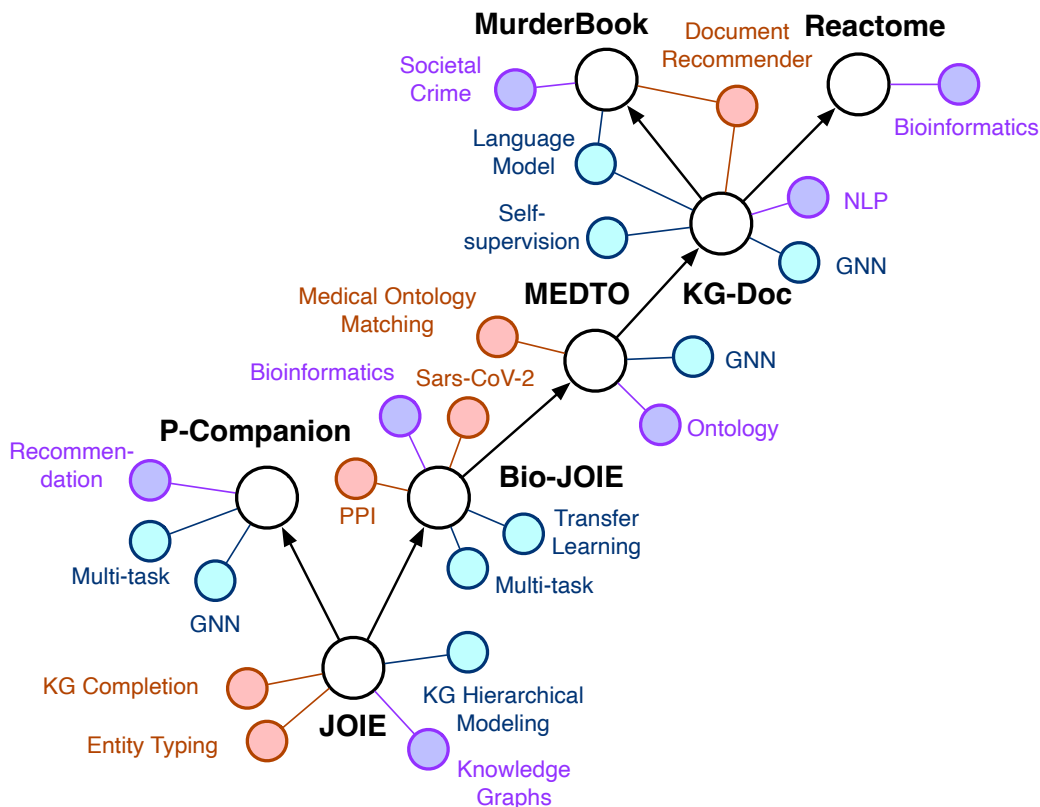 MurderBook
Document
Recommender
Reactome
Societal
Crime
Bioinformatics
Language
Model
NLP
Self-
supervision
GNN
MEDTO
KG-Doc
Medical Ontology
Matching
GNN
Bioinformatics
Sars-CoV-2
Ontology
P-Companion
Recommen-
dation
Bio-JOIE
PPI
Transfer
Learning
Multi-task
Multi-task
GNN
KG Completion
KG Hierarchical
Modeling
JOIE
Entity Typing
Knowledge
Graphs